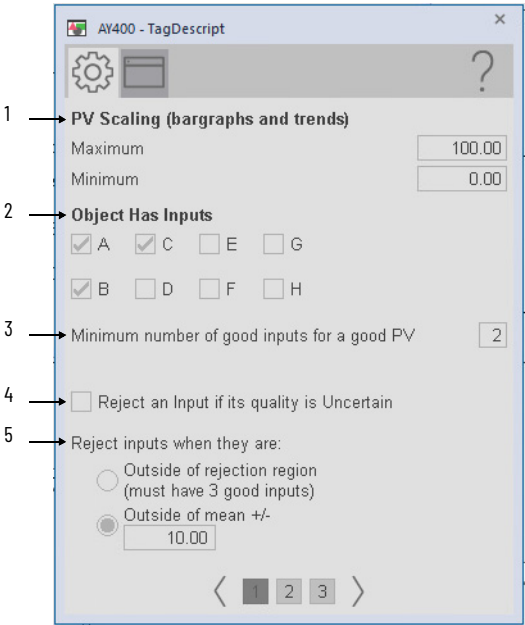 AY400 - TagDescript
1 PV Scaling (bargraphs and trends)
Maximum 100.00
Minimum 0.00
2 Object Has Inputs
A C E G
B D F H
3 Minimum number of good inputs for a good PV 2
4 Reject an Input if its quality is Uncertain
5 Reject inputs when they are:
Outside of rejection region
(must have 3 good inputs)
Outside of mean +/-
10.00
1 2 3